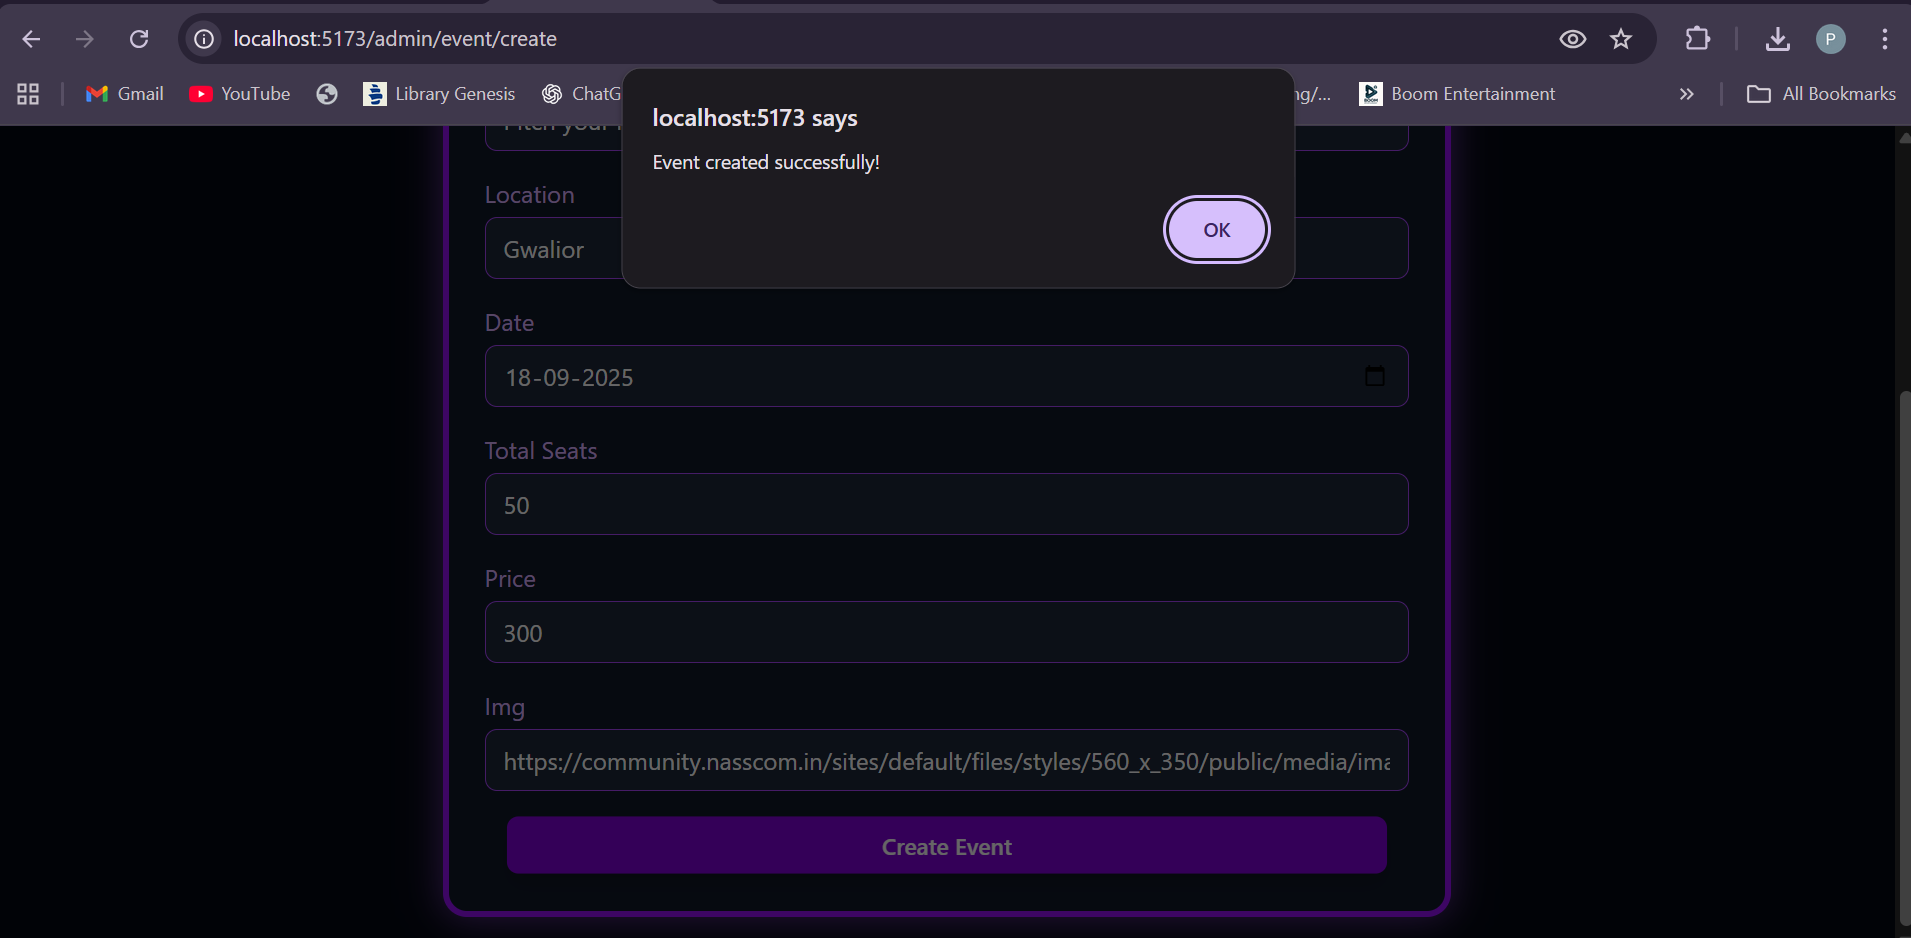 localhost:5173/admin/event/create
P
Gmail
YouTube
Library Genesis
ChatG
ng/...
Boom Entertainment
All Bookmarks
localhost:5173 says
Event created successfully!
OK
Location
Gwalior
Date
18-09-2025
Total Seats
50
Price
300
Img
https://community.nasscom.in/sites/default/files/styles/560_x_350/public/media/ima
Create Event